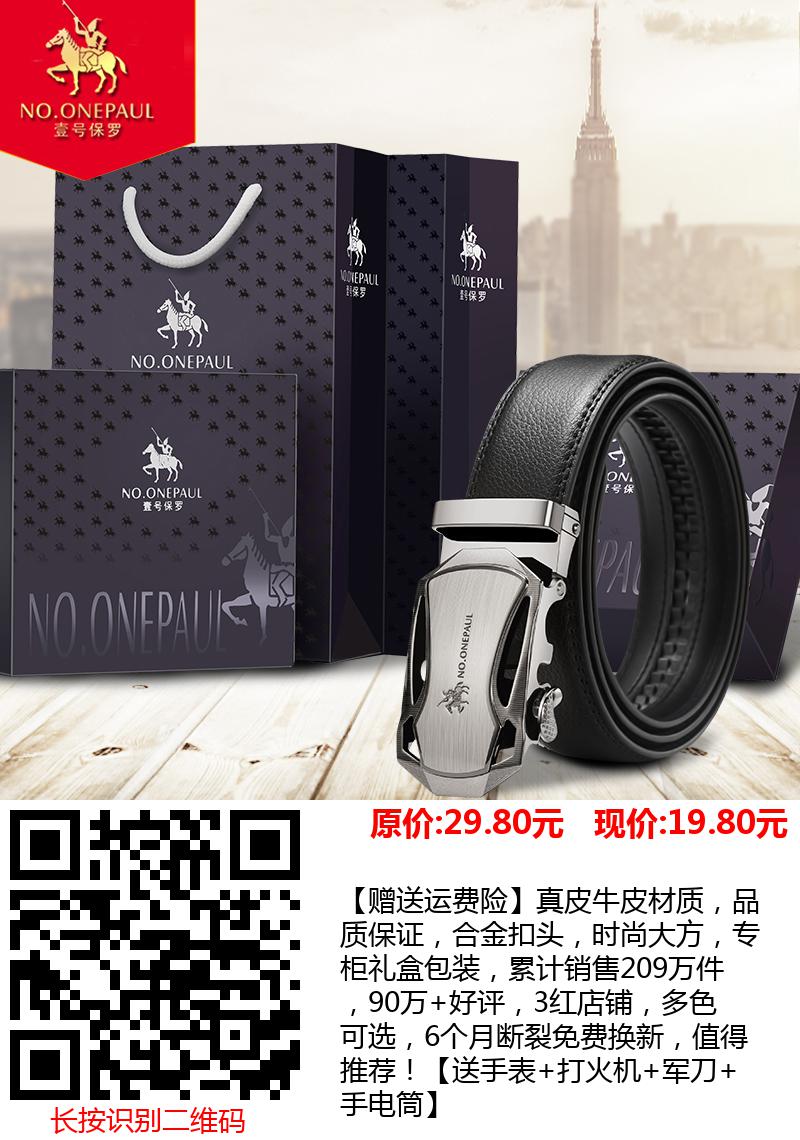 NO.ONEPAUL
壹号保罗
NO.ONEPAUL
壹号保罗
NO.ONEPAUL
壹号保罗
NO.ONEPAUL
NO.ONEPAUL
壹号保罗
NO.ONEPAUL
NO.ONEPAUL
原价:29.80元 现价:19.80元
【赠送运费险】真皮牛皮材质，品
质保证，合金扣头，时尚大方，专
柜礼盒包装，累计销售209万件
，90万+好评，3红店铺，多色
可选，6个月断裂免费换新，值得
推荐！【送手表+打火机+军刀+
手电筒】
长按识别二维码